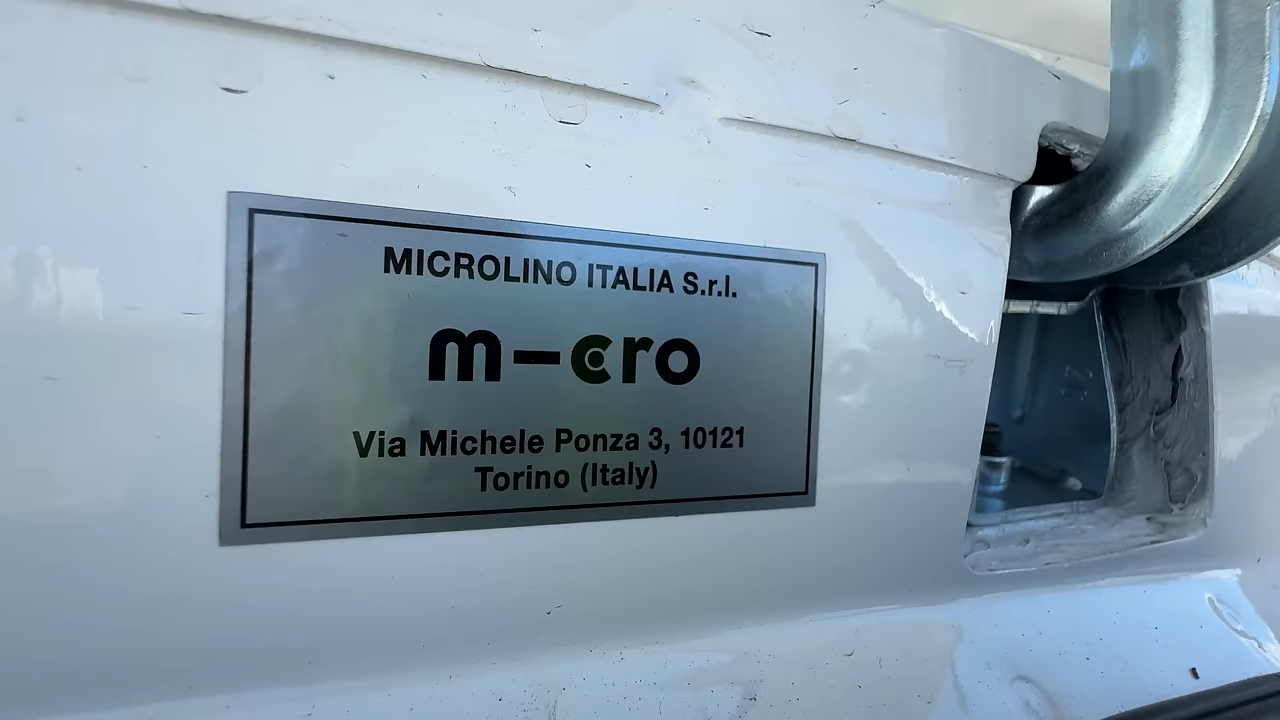 MICROLINO ITALIA S.r.l.
m–cro
Via Michele Ponza 3, 10121
Torino (Italy)